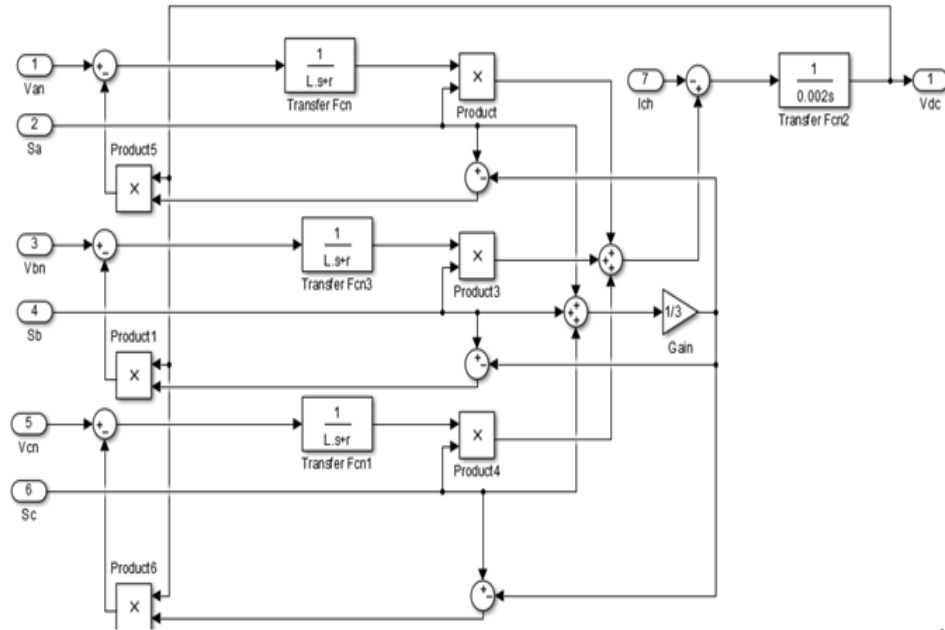 1
Van
+
-
1
L.s+r
Transfer Fcn
X
Product
7
Ich
-
+
1
0.002s
Transfer Fcn2
1
Vdc
2
Sa
Product5
X
+
-
3
Vbn
+
-
1
L.s+r
Transfer Fcn3
X
Product3
+
+
+
4
Sb
+
+
+
1/3
Gain
Product1
X
+
-
5
Vcn
+
-
1
L.s+r
Transfer Fcn1
X
Product4
6
Sc
Product6
X
+
-